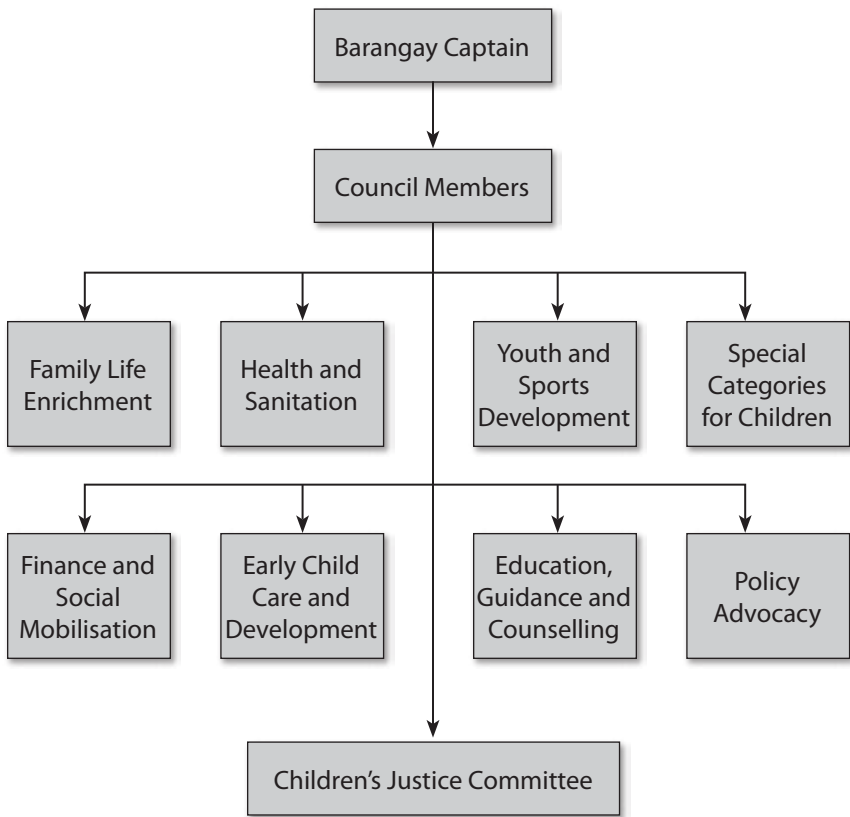 Barangay Captain
Council Members
Family Life
Enrichment
Health and
Sanitation
Youth and
Sports
Development
Special
Categories
for Children
Finance and
Social
Mobilisation
Early Child
Care and
Development
Education,
Guidance and
Counselling
Policy
Advocacy
Children’s Justice Committee